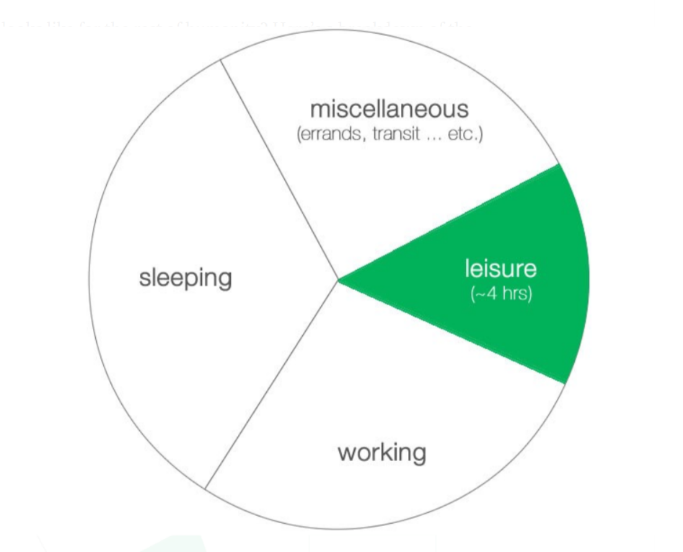 miscellaneous
(errands, transit ... etc.)
leisure
(~4 hrs)
sleeping
working